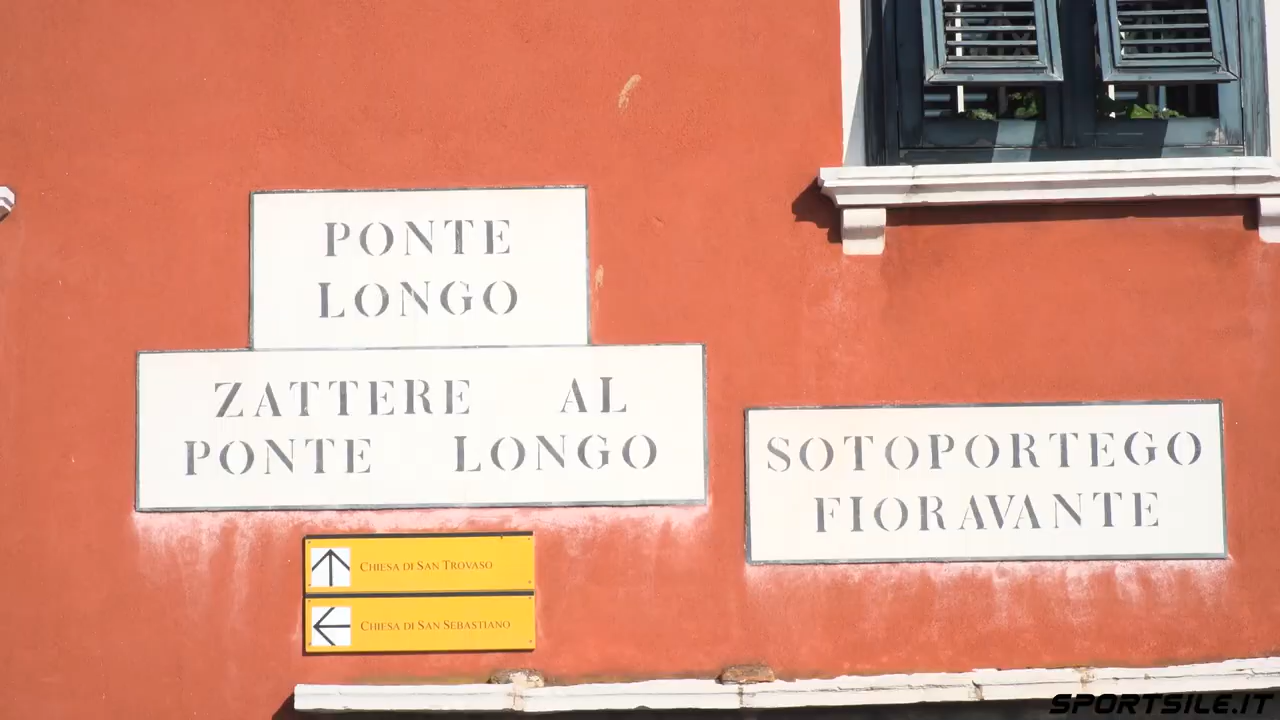 PONTE
LONGO
ZATTERE AL
PONTE LONGO
SOTOPORTEGO
FIORAVANTE
CHIESA DI SAN TROVASO
CHIESA DI SAN SEBASTIANO
SPORTSILE.IT